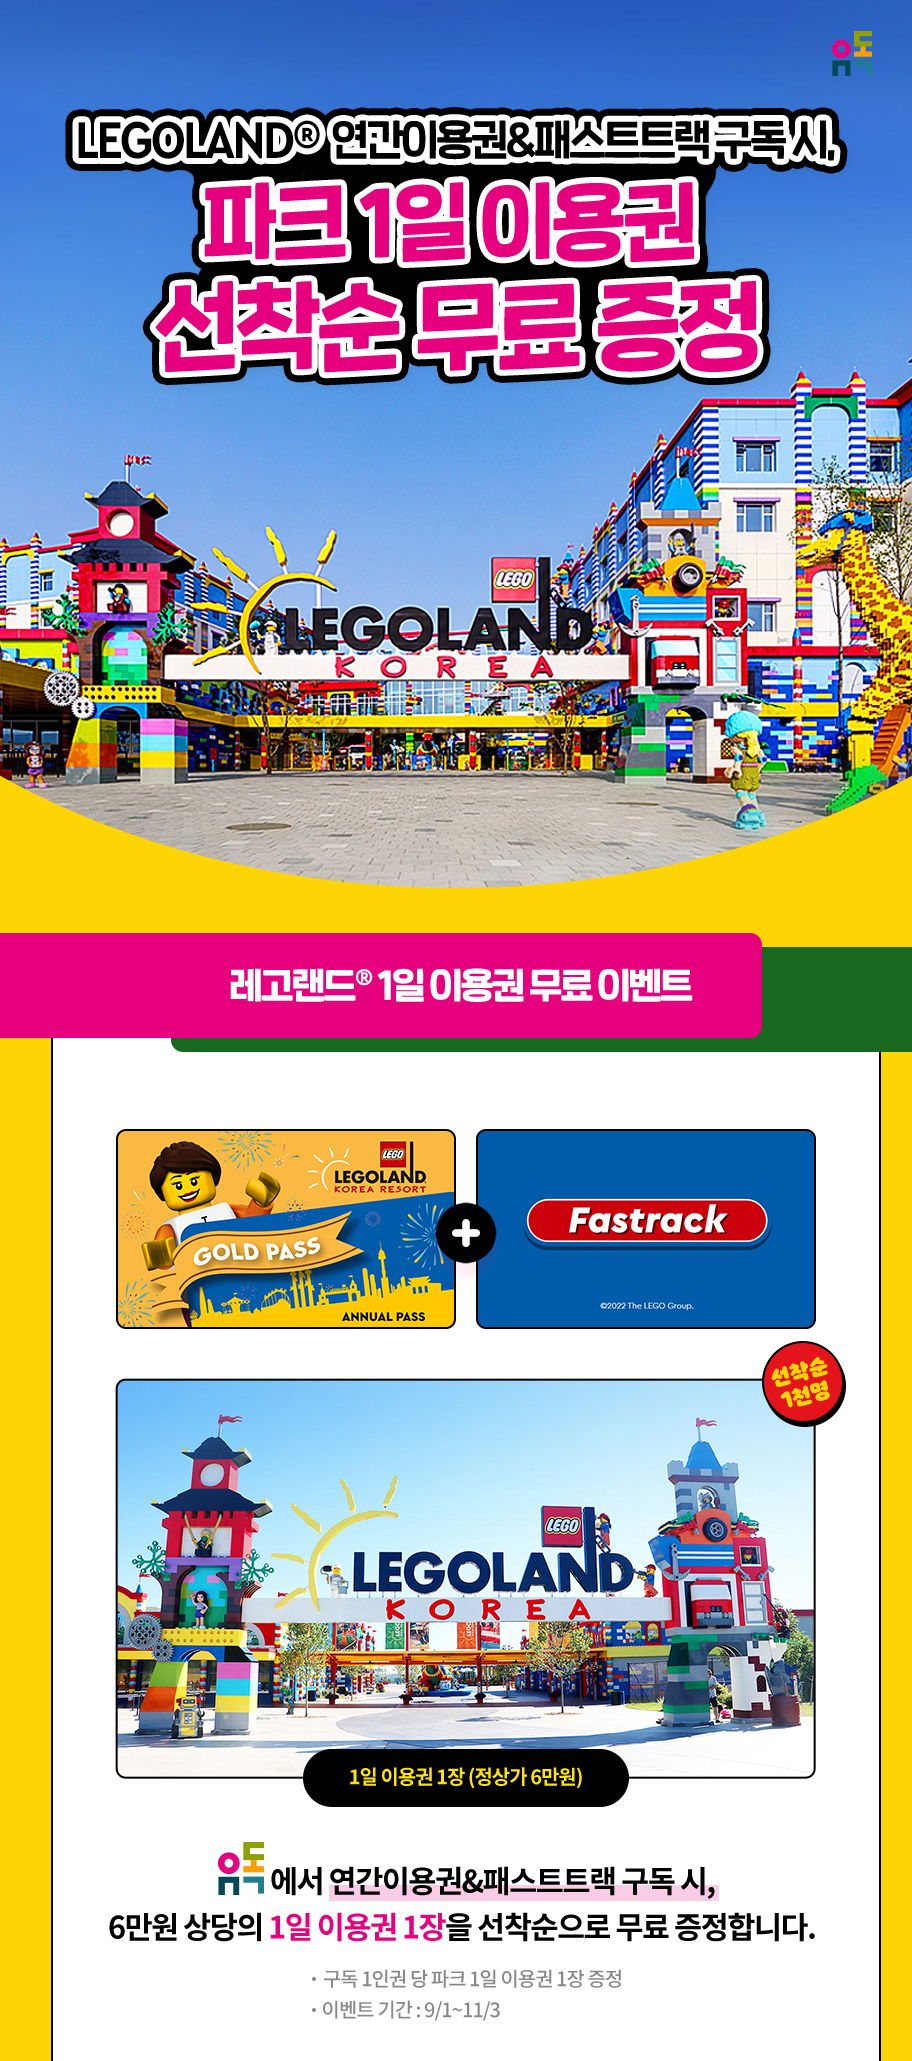 유독
LEGOLAND® 연간이용권&패스트트랙 구독 시,
파크 1일 이용권
선착순 무료 증정
LEGO
LEGOLAND
KOREA
레고랜드® 1일 이용권 무료 이벤트
LEGO
LEGOLAND
KOREA RESORT
GOLD PASS
ANNUAL PASS
+
Fastrack
©2022 The LEGO Group.
선착순
1천명
LEGO
LEGOLAND
KOREA
1일 이용권 1장 (정상가 6만원)
유독에서 연간이용권&패스트트랙 구독 시,
6만원 상당의 1일 이용권 1장을 선착순으로 무료 증정합니다.
· 구독 1인권 당 파크 1일 이용권 1장 증정
· 이벤트 기간 : 9/1~11/3